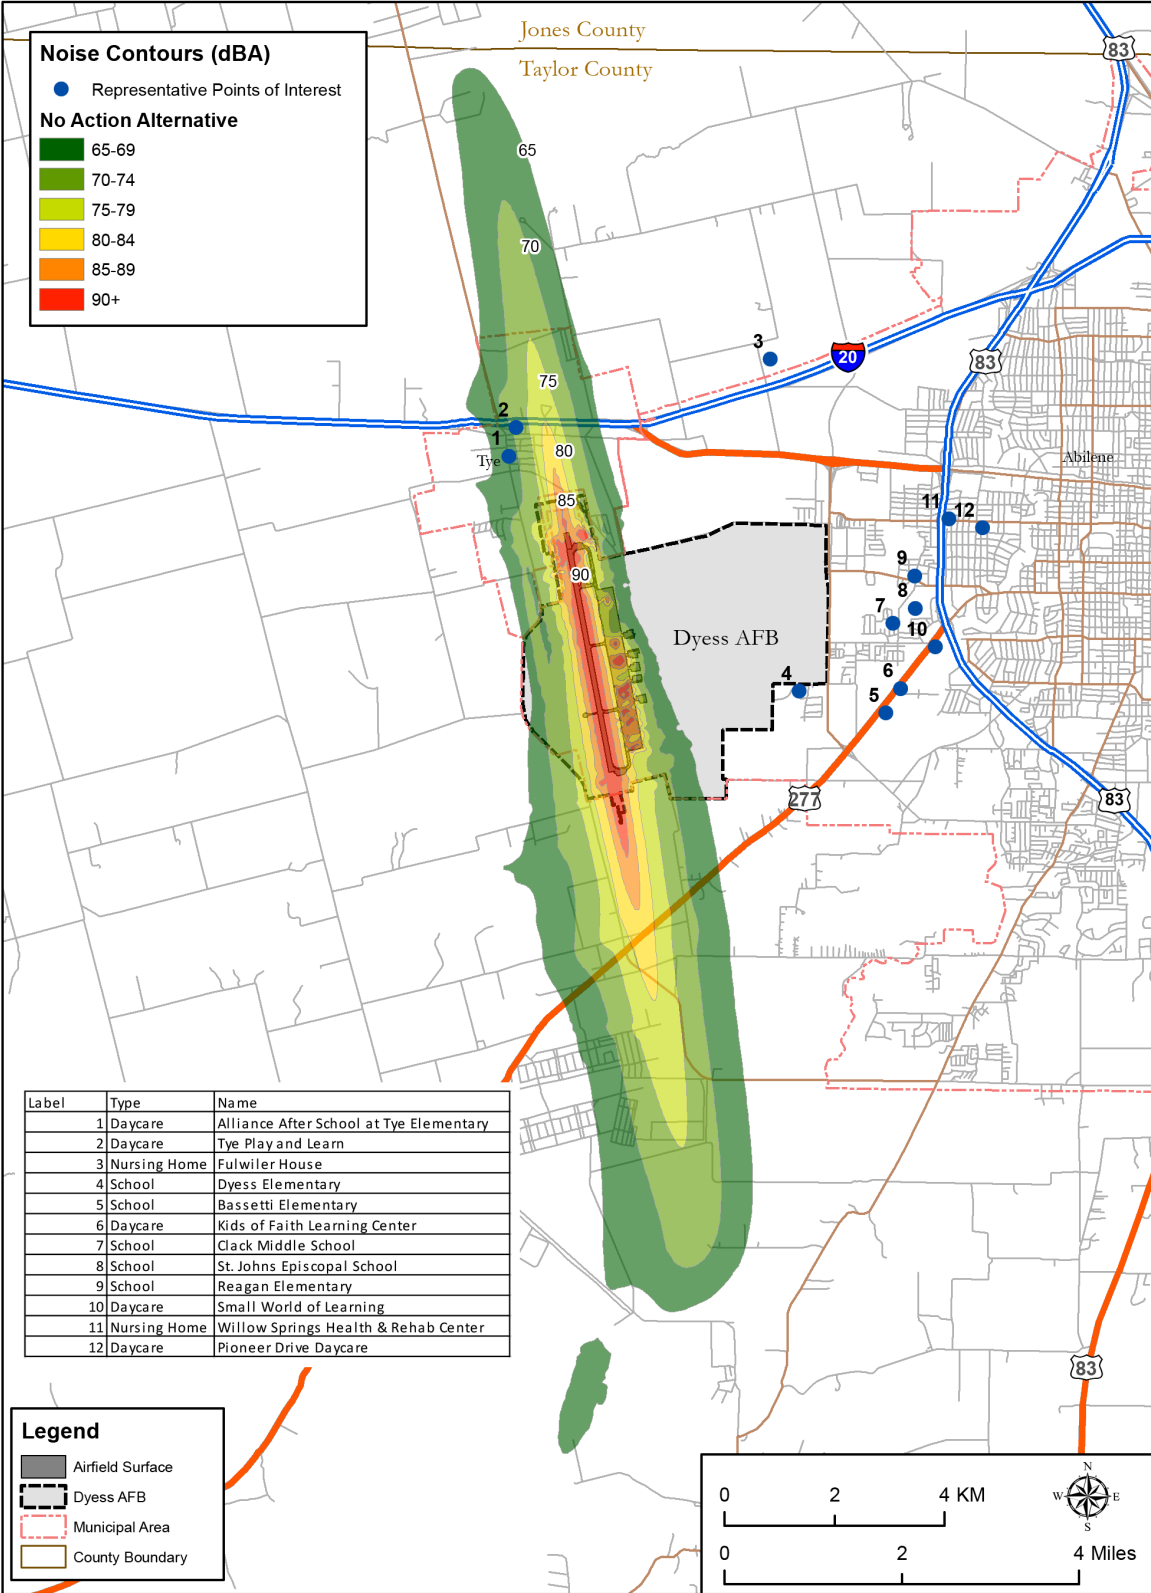 Jones County
Taylor County
83
Noise Contours (dBA)
Representative Points of Interest
No Action Alternative
65-69
70-74
75-79
80-84
85-89
90+
65
70
3
20
83
75
2
1
Tye
80
Abilene
85
11
12
90
9
8
7
10
Dyess AFB
4
6
5
277
83
Label Type Name
1 Daycare Alliance After School at Tye Elementary
2 Daycare Tye Play and Learn
3 Nursing Home Fulwiler House
4 School Dyess Elementary
5 School Bassetti Elementary
6 Daycare Kids of Faith Learning Center
7 School Clack Middle School
8 School St. Johns Episcopal School
9 School Reagan Elementary
10 Daycare Small World of Learning
11 Nursing Home Willow Springs Health & Rehab Center
12 Daycare Pioneer Drive Daycare
83
Legend
Airfield Surface
Dyess AFB
Municipal Area
County Boundary
N
W E
S
0 2 4 KM
0 2 4 Miles